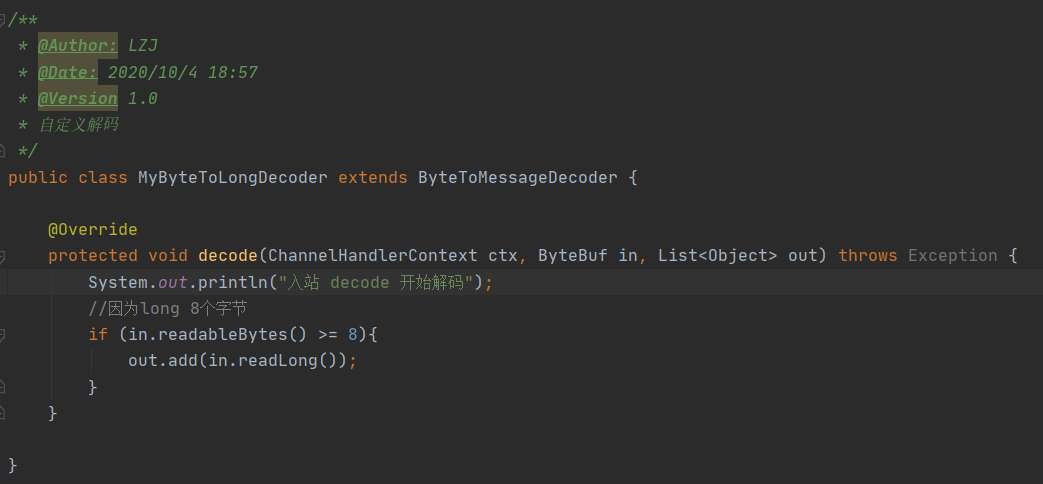 /**
 * @Author: LZJ
 * @Date: 2020/10/4 18:57
 * @Version 1.0
 * 自定义解码
 */
public class MyByteToLongDecoder extends ByteToMessageDecoder {
    @Override
    protected void decode(ChannelHandlerContext ctx, ByteBuf in, List<Object> out) throws Exception {
        System.out.println("入站 decode 开始解码");
        //因为long 8个字节
        if (in.readableBytes() >= 8){
            out.add(in.readLong());
        }
    }
}